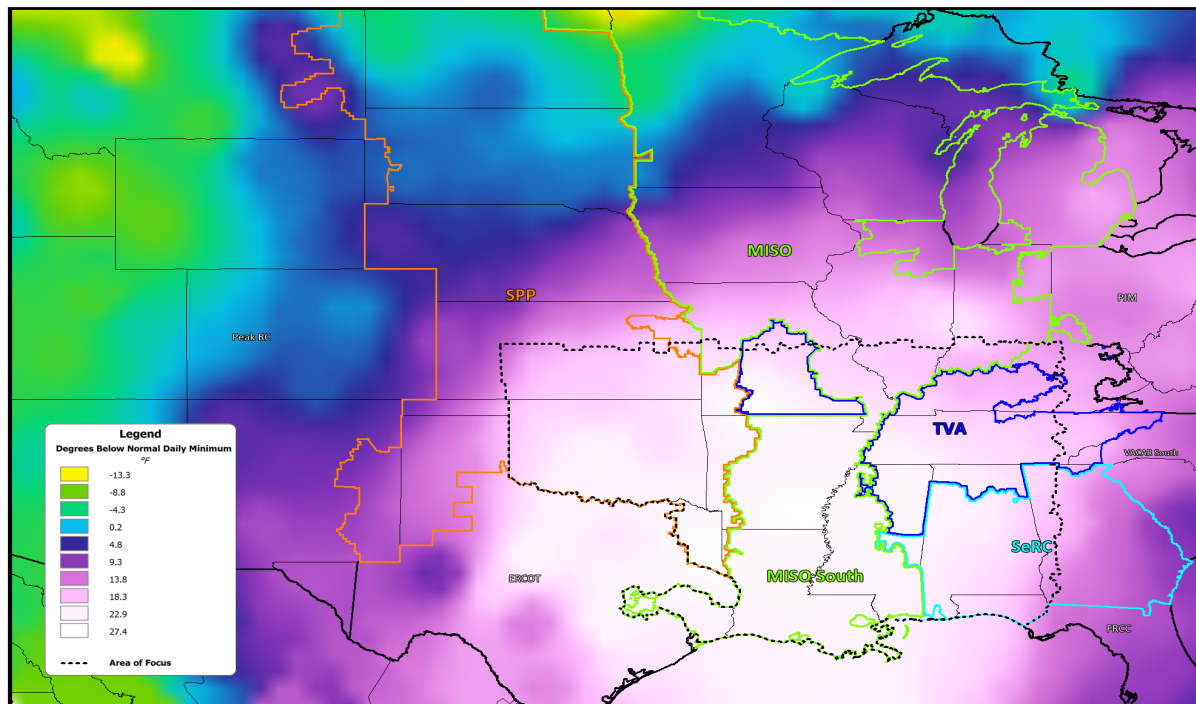 MISO
SPP
PJM
Peak RC
TVA
VACAR South
SeRC
MISO South
ERCOT
FRCC
Legend
Degrees Below Normal Daily Minimum
°F
-13.3
-8.8
-4.3
0.2
4.8
9.3
13.8
18.3
22.9
27.4
Area of Focus